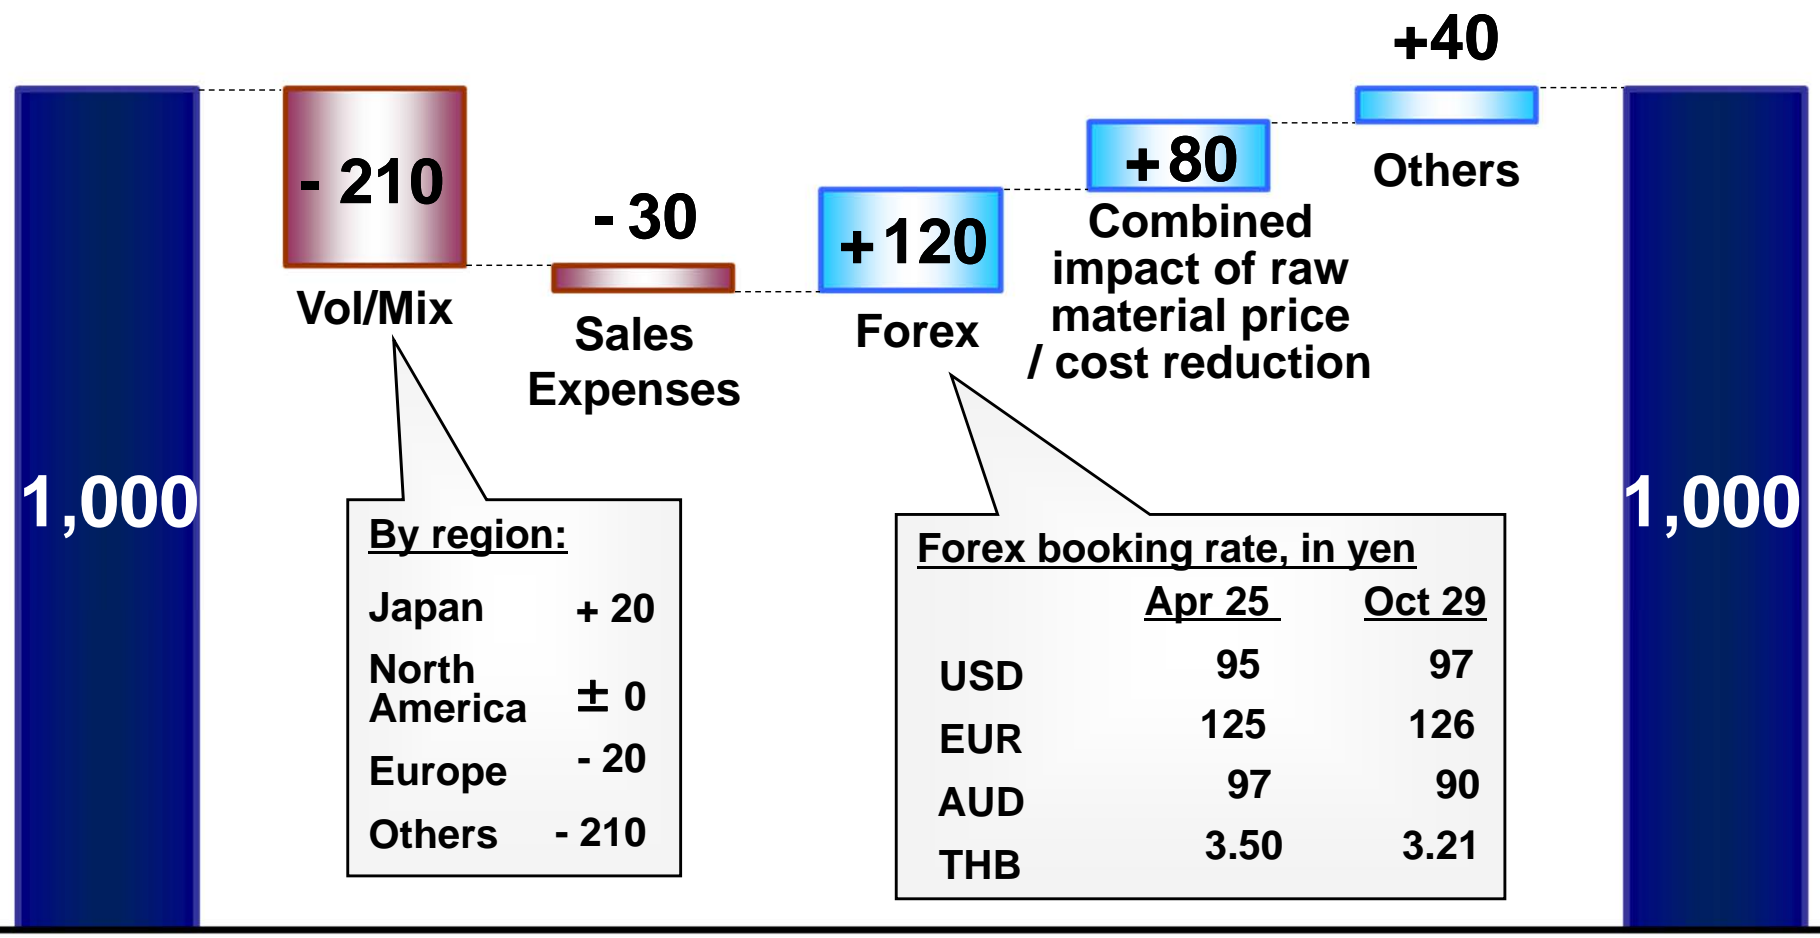 1,000
- 210
Vol/Mix
- 30
Sales
Expenses
+120
Forex
+80
Combined
impact of raw
material price
/ cost reduction
+40
Others
1,000
By region:
Japan + 20
North
America ± 0
Europe - 20
Others - 210
Forex booking rate, in yen
Apr 25 Oct 29
USD 95 97
EUR 125 126
AUD 97 90
THB 3.50 3.21